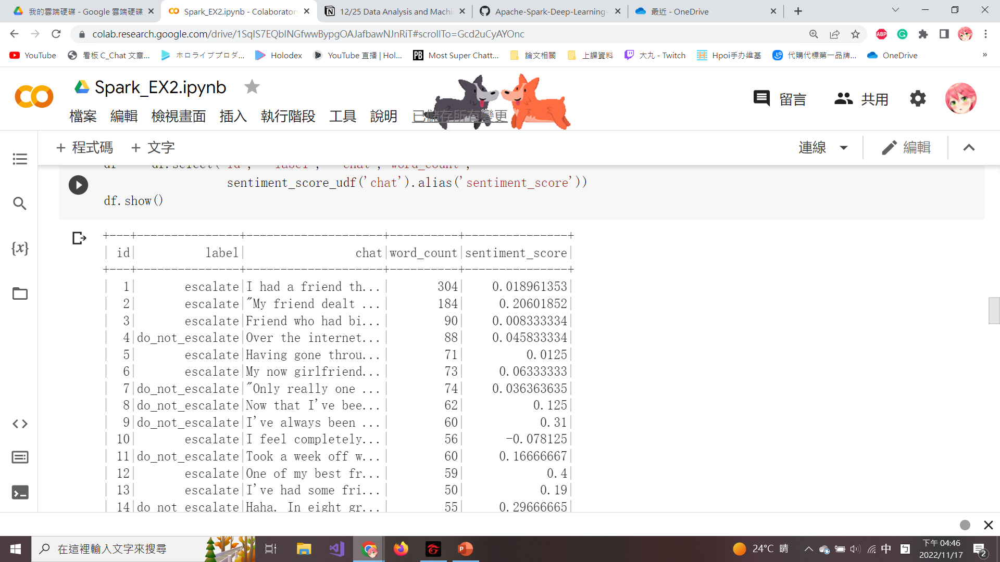 我的雲端硬碟 - Google 雲端硬碟
Spark_EX2.ipynb - Colaboratory
12/25 Data Analysis and Machi
Apache-Spark-Deep-Learning-
最近 - OneDrive
colab.research.google.com/drive/1SqIS7EQbINGfwwBypgOAJafbawNJnRiT#scrollTo=Gcd2uCyAYOnc
ABP
YouTube
看板 C_Chat 文章...
ホロライブプロダ...
Holodex
YouTube 直播 | Hol...
PB Most Super Chatt...
論文相關
上課資料
大丸 - Twitch
Hpoi手办维基
代購代標第一品牌...
OneDrive
»
Spark_EX2.ipynb
留言
共用
檔案 編輯 檢視畫面 插入 執行階段 工具 說明 已儲存所有變更
+ 程式碼 + 文字
連線
編輯
df df.select('id', 'label', 'chat','word_count',
sentiment_score_udf('chat').alias('sentiment_score'))
df.show()
{x}
+---+---------------+--------------------+----------+---------------+
| id|          label|                chat|word_count|sentiment_score|
+---+---------------+--------------------+----------+---------------+
|  1|       escalate|I had a friend th...|       304|    0.018961353|
|  2|       escalate|"My friend dealt ...|       184|     0.20601852|
|  3|       escalate|Friend who had bi...|        90|    0.008333334|
|  4|do_not_escalate|Over the internet...|        88|    0.045833334|
|  5|       escalate|Having gone throu...|        71|         0.0125|
|  6|       escalate|My now girlfriend...|        73|     0.06333333|
|  7|do_not_escalate|"Only really one ...|        74|    0.036363635|
|  8|do_not_escalate|Now that I've bee...|        62|          0.125|
|  9|do_not_escalate|I've always been ...|        60|           0.31|
| 10|       escalate|I feel completely...|        56|      -0.078125|
| 11|do_not_escalate|Took a week off w...|        60|     0.16666667|
| 12|       escalate|One of my best fr...|        59|            0.4|
| 13|       escalate|I've had some fri...|        50|           0.19|
| 14|do_not_escalate|Haha. In eight gr...|        55|     0.29666665|
在這裡輸入文字來搜尋
24°C 晴
中
下午 04:46
2022/11/17
2